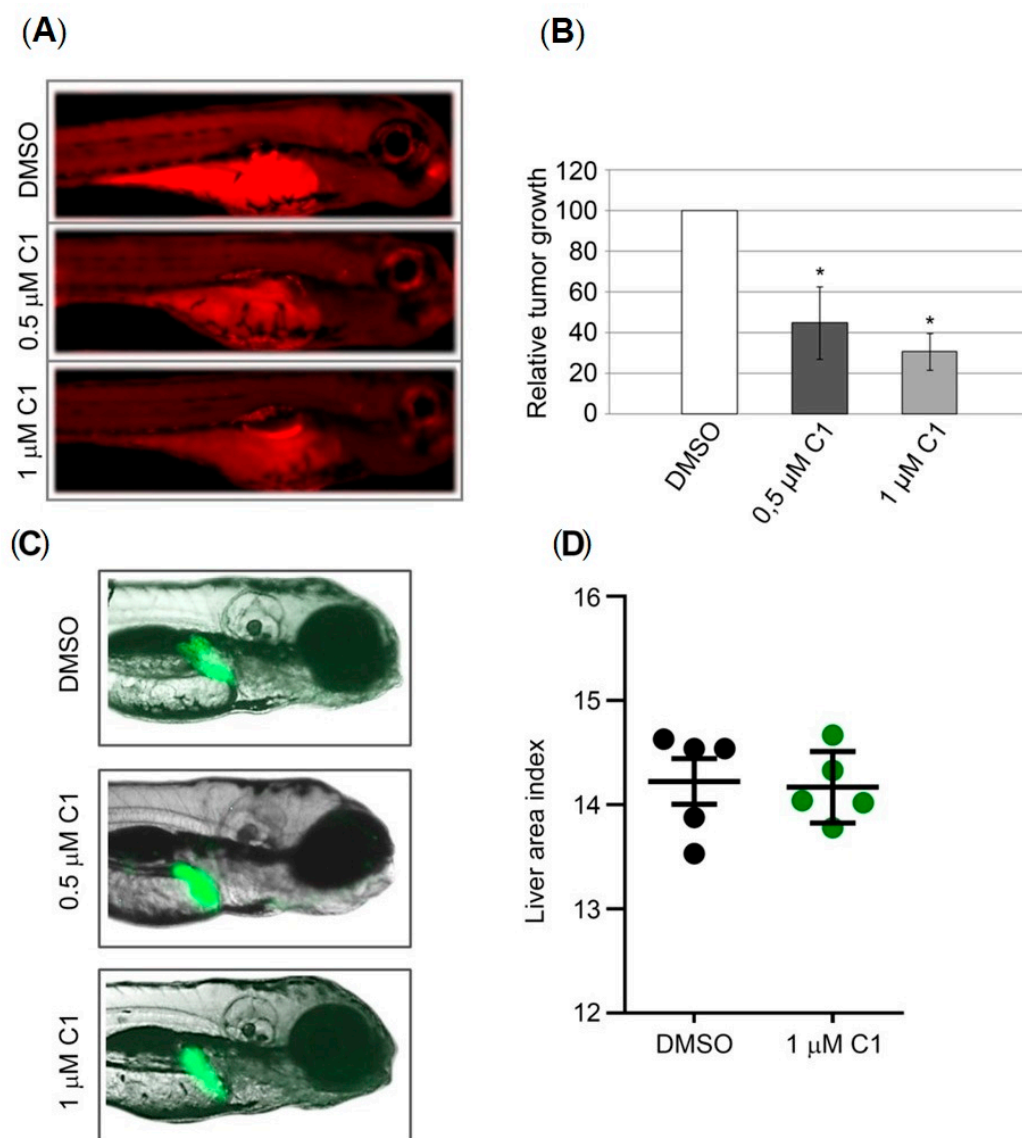 (A)
DMSO
0.5 μM C1
1 μM C1
(B)
Relative tumor growth
120
100
80
60
40
20
0
*
*
DMSO
0,5 μM C1
1 μM C1
(C)
DMSO
0.5 μM C1
1 μM C1
(D)
Liver area index
16
15
14
13
12
DMSO
1 μM C1